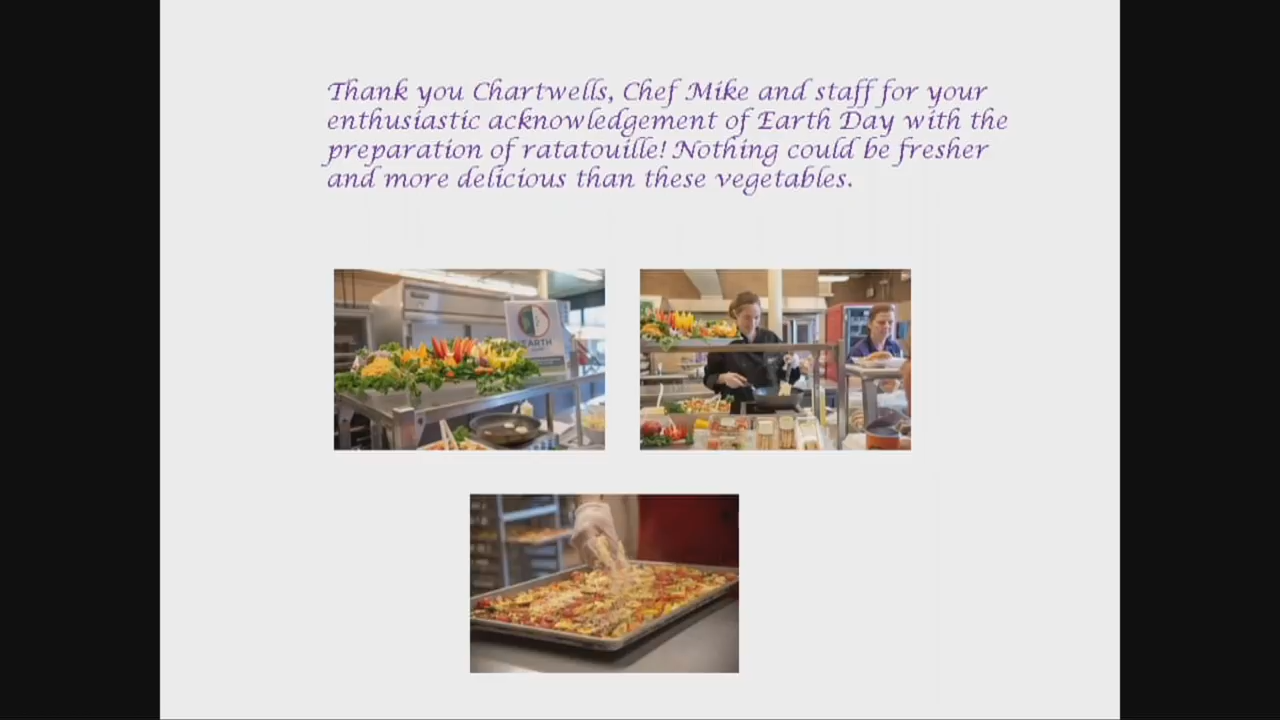 Thank you Chartwells, Chef Mike and staff for your
enthusiastic acknowledgement of Earth Day with the
preparation of ratatouille! Nothing could be fresher
and more delicious than these vegetables.
EARTH